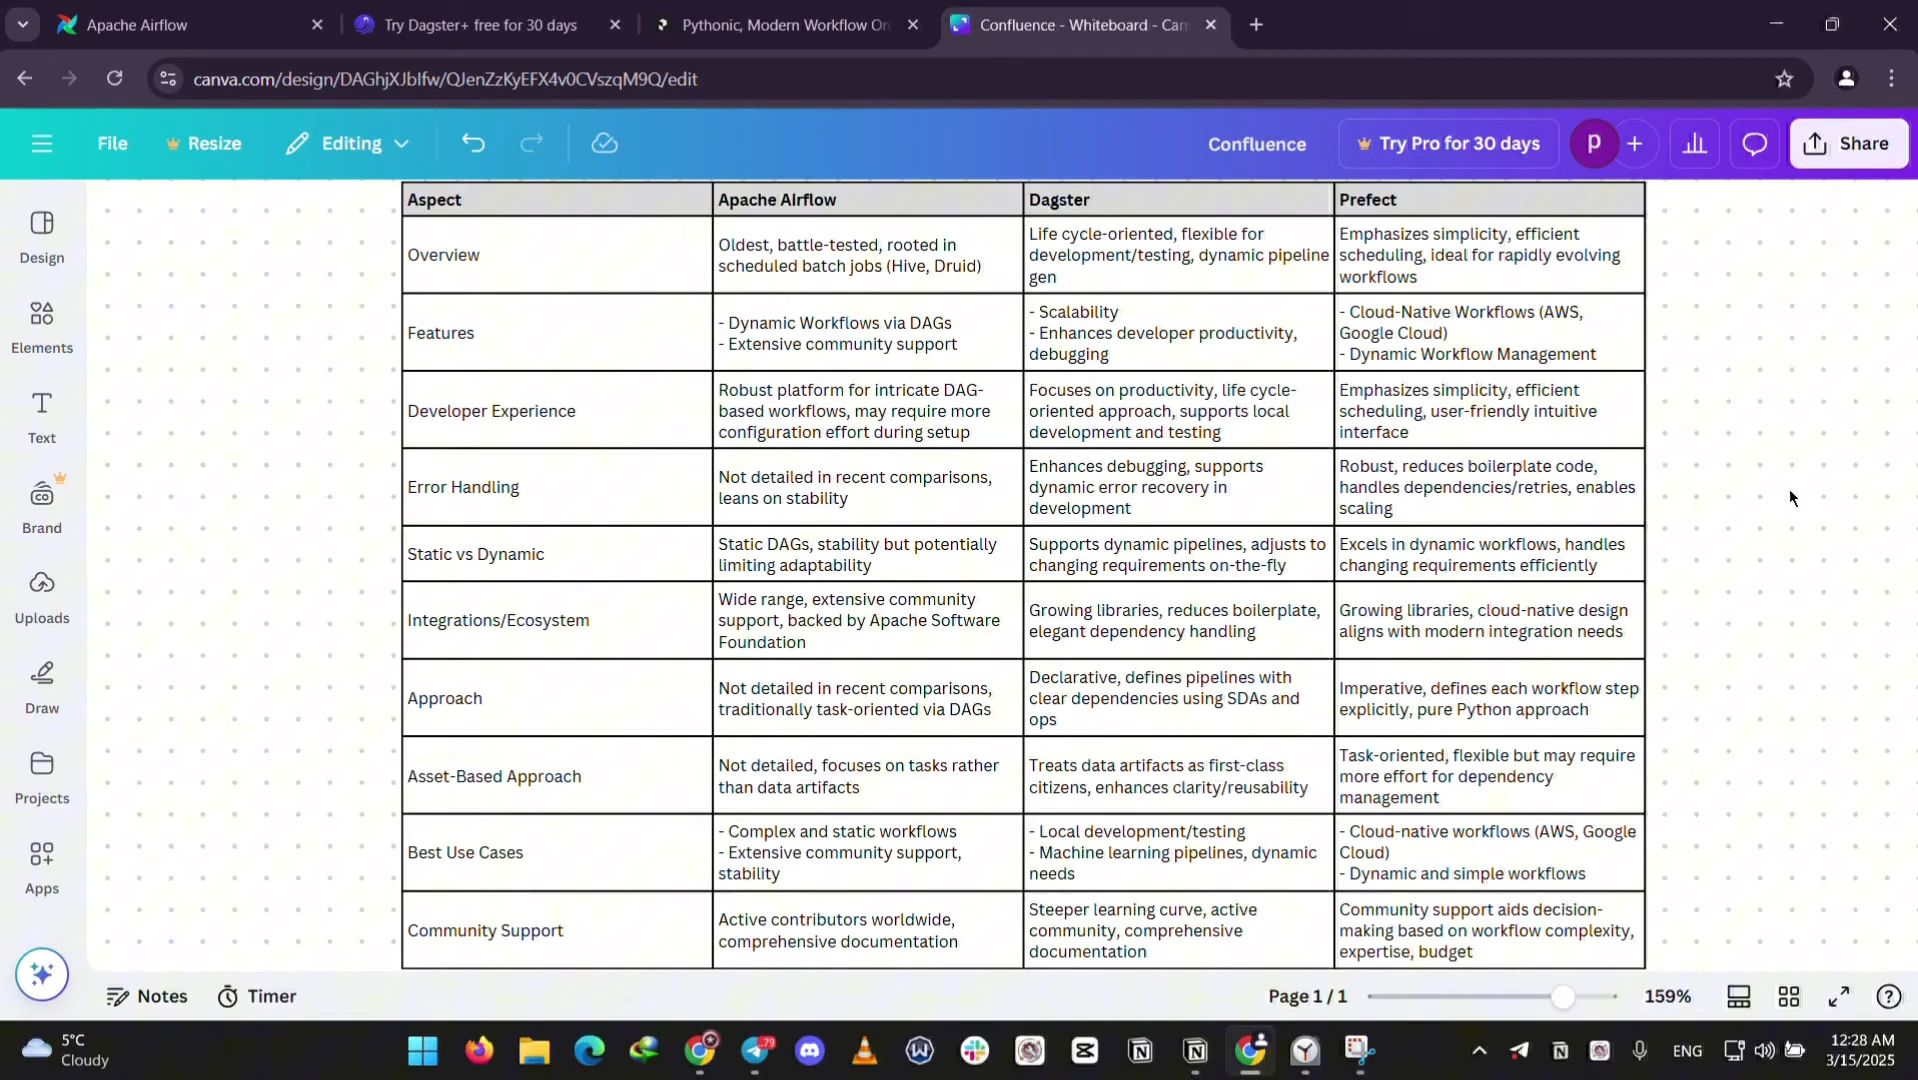 Apache Airflow
Try Dagster+ free for 30 days
Pythonic, Modern Workflow Or
Confluence - Whiteboard - Can
canva.com/design/DAGhjXJbIfw/QJenZzKyEFX4v0CVszqM9Q/edit
File
Resize
Editing
Confluence
Try Pro for 30 days
p
Share
Design
Elements
Text
Brand
Uploads
Draw
Projects
Apps
Aspect
Apache Airflow
Dagster
Prefect
Overview
Oldest, battle-tested, rooted in
scheduled batch jobs (Hive, Druid)
Life cycle-oriented, flexible for
development/testing, dynamic pipeline
gen
Emphasizes simplicity, efficient
scheduling, ideal for rapidly evolving
workflows
Features
- Dynamic Workflows via DAGs
- Extensive community support
- Scalability
- Enhances developer productivity,
debugging
- Cloud-Native Workflows (AWS,
Google Cloud)
- Dynamic Workflow Management
Developer Experience
Robust platform for intricate DAG-
based workflows, may require more
configuration effort during setup
Focuses on productivity, life cycle-
oriented approach, supports local
development and testing
Emphasizes simplicity, efficient
scheduling, user-friendly intuitive
interface
Error Handling
Not detailed in recent comparisons,
leans on stability
Enhances debugging, supports
dynamic error recovery in
development
Robust, reduces boilerplate code,
handles dependencies/retries, enables
scaling
Static vs Dynamic
Static DAGs, stability but potentially
limiting adaptability
Supports dynamic pipelines, adjusts to
changing requirements on-the-fly
Excels in dynamic workflows, handles
changing requirements efficiently
Integrations/Ecosystem
Wide range, extensive community
support, backed by Apache Software
Foundation
Growing libraries, reduces boilerplate,
elegant dependency handling
Growing libraries, cloud-native design
aligns with modern integration needs
Approach
Not detailed in recent comparisons,
traditionally task-oriented via DAGs
Declarative, defines pipelines with
clear dependencies using SDAs and
ops
Imperative, defines each workflow step
explicitly, pure Python approach
Asset-Based Approach
Not detailed, focuses on tasks rather
than data artifacts
Treats data artifacts as first-class
citizens, enhances clarity/reusability
Task-oriented, flexible but may require
more effort for dependency
management
Best Use Cases
- Complex and static workflows
- Extensive community support,
stability
- Local development/testing
- Machine learning pipelines, dynamic
needs
- Cloud-native workflows (AWS, Google
Cloud)
- Dynamic and simple workflows
Community Support
Active contributors worldwide,
comprehensive documentation
Steeper learning curve, active
community, comprehensive
documentation
Community support aids decision-
making based on workflow complexity,
expertise, budget
Notes
Timer
Page 1 / 1
159%
5°C
Cloudy
79
ENG
12:28 AM
3/15/2025